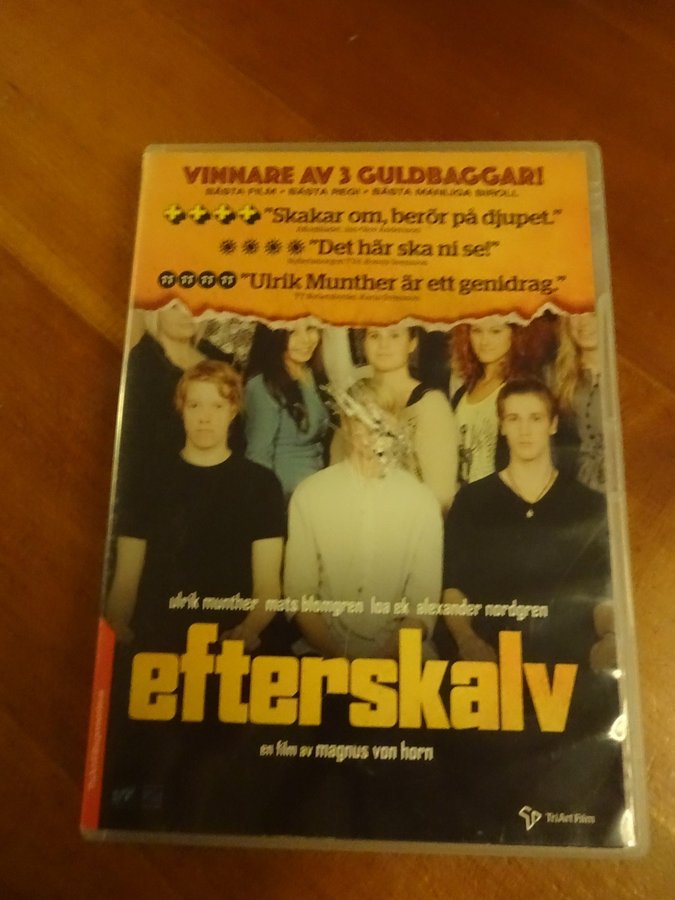 VINNARE AV 3 GULDBAGGAR!
BÄSTA FILM • BÄSTA REGI • BÄSTA MANLIGA BIROLL
"Skakar om, berör på djupet."
"Det här ska ni se!"
"Ulrik Munther är ett genidrag."
ulrik munther mats blomgren loa ek alexander nordgren
efterskalv
en film av magnus von horn
TriArt Film